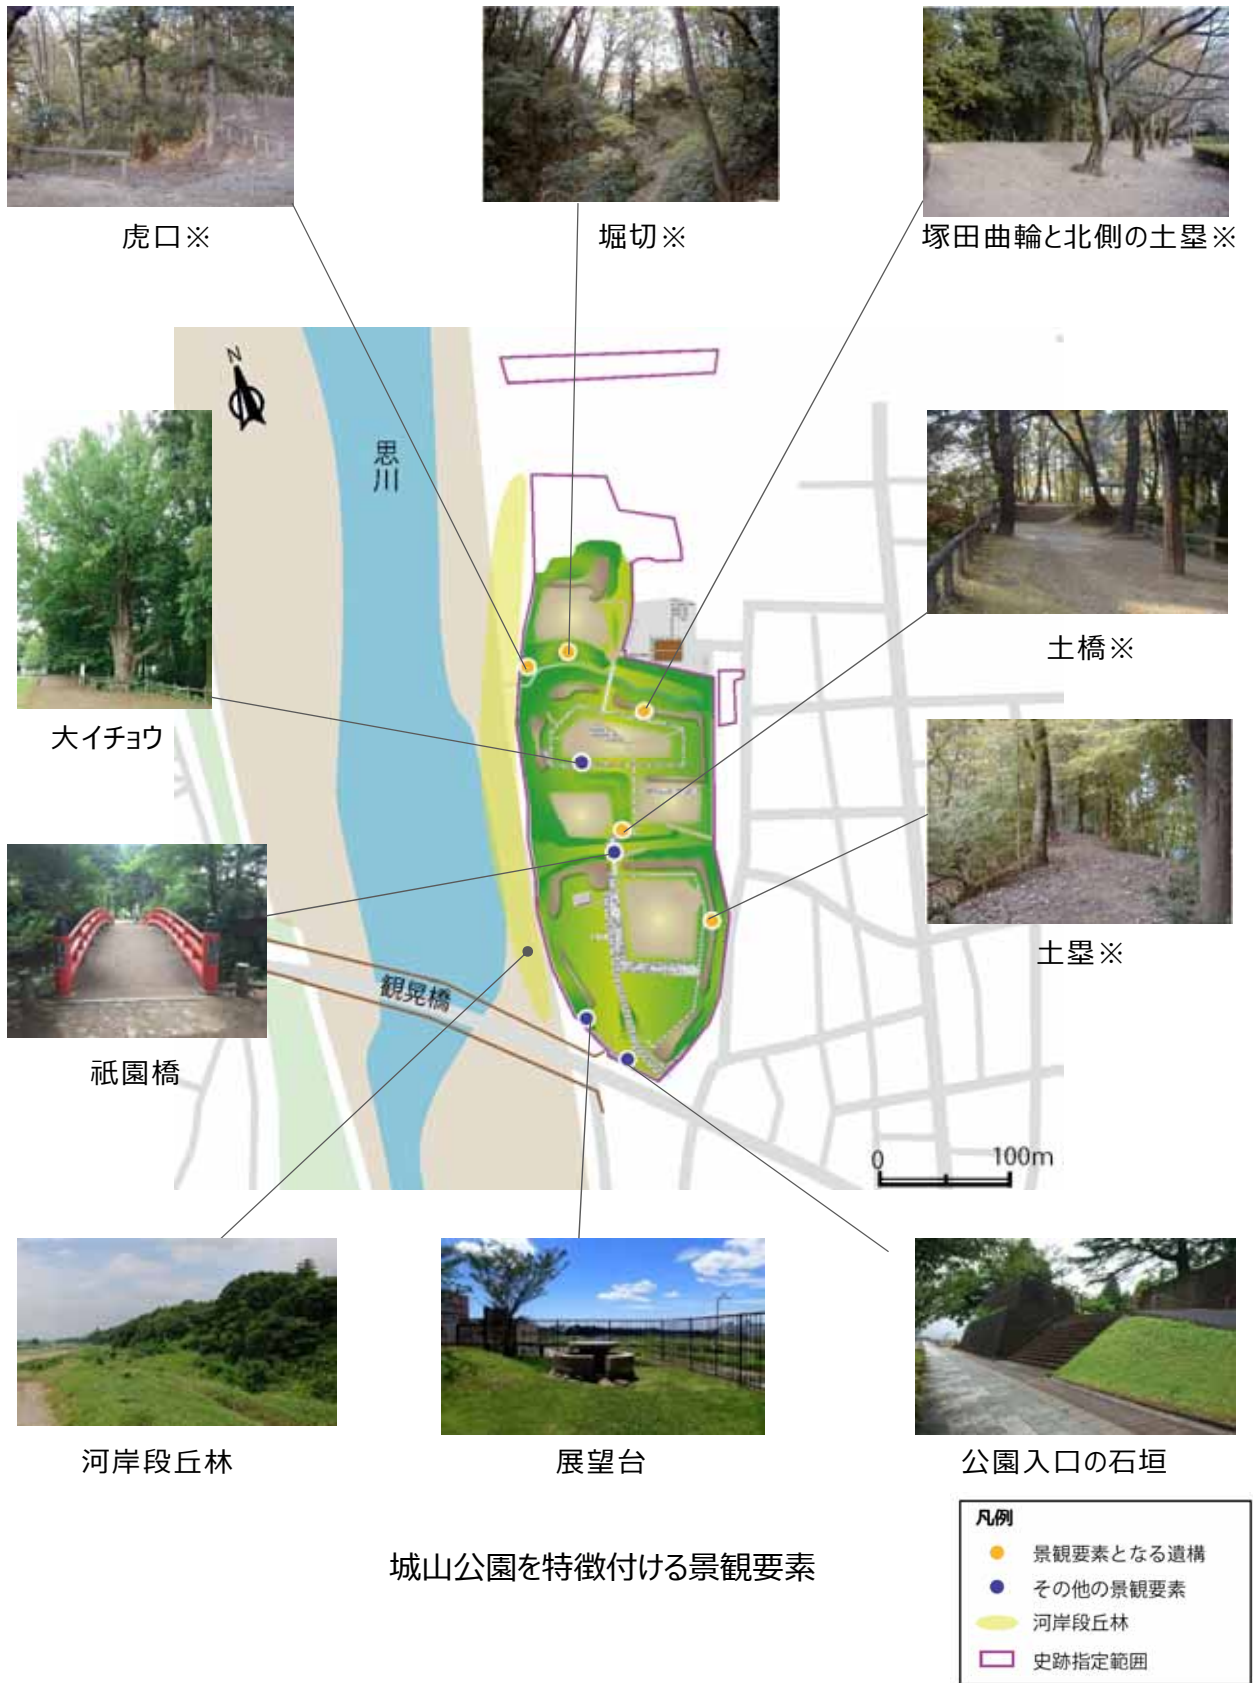 虎口※
堀切※
塚田曲輪と北側の土塁※
N
思川
大イチョウ
土橋※
土塁※
祇園橋
観晃橋
0
100m
河岸段丘林
展望台
公園入口の石垣
城山公園を特徴付ける景観要素
凡例
景観要素となる遺構
その他の景観要素
河岸段丘林
史跡指定範囲